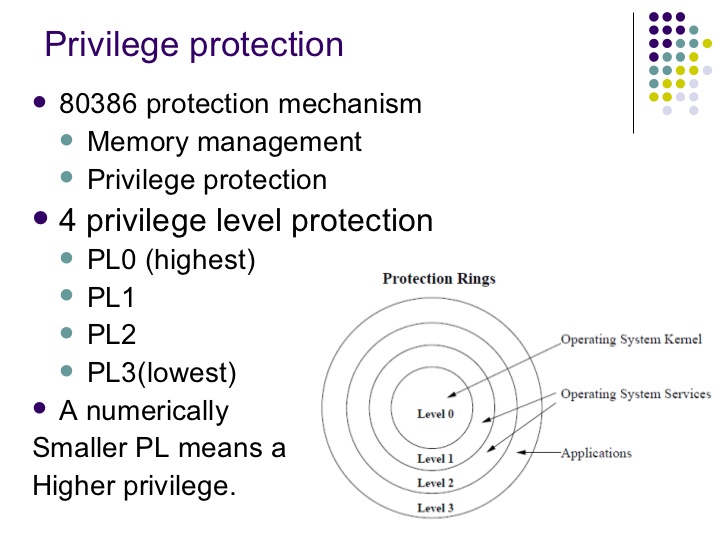 Privilege protection
80386 protection mechanism
Memory management
Privilege protection
4 privilege level protection
PL0 (highest)
PL1
PL2
PL3(lowest)
A numerically
Smaller PL means a
Higher privilege.
Protection Rings
Operating System Kernel
Operating System Services
Applications
Level 0
Level 1
Level 2
Level 3